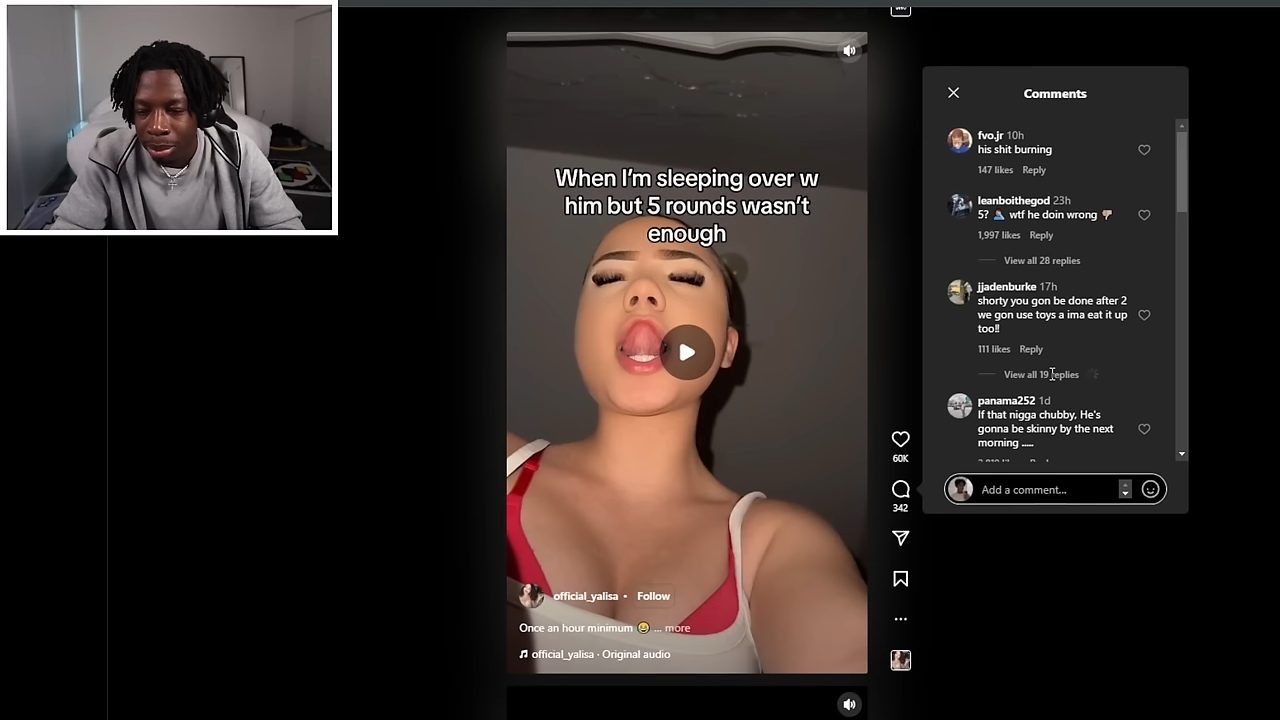 When I'm sleeping over w
him but 5 rounds wasn't
enough
official_yalisa • Follow
Once an hour minimum 😂 ... more
official_yalisa · Original audio
60K
342
Comments
fvo.jr 10h
his shit burning
147 likes Reply
leanboithegod 23h
5? 🤦🏽‍♂️ wtf he doin wrong 👎🏽
1,997 likes Reply
View all 28 replies
jjadenburke 17h
shorty you gon be done after 2
we gon use toys a ima eat it up
too‼️
111 likes Reply
View all 19 replies
panama252 1d
If that nigga chubby, He's
gonna be skinny by the next
morning .....
Add a comment...